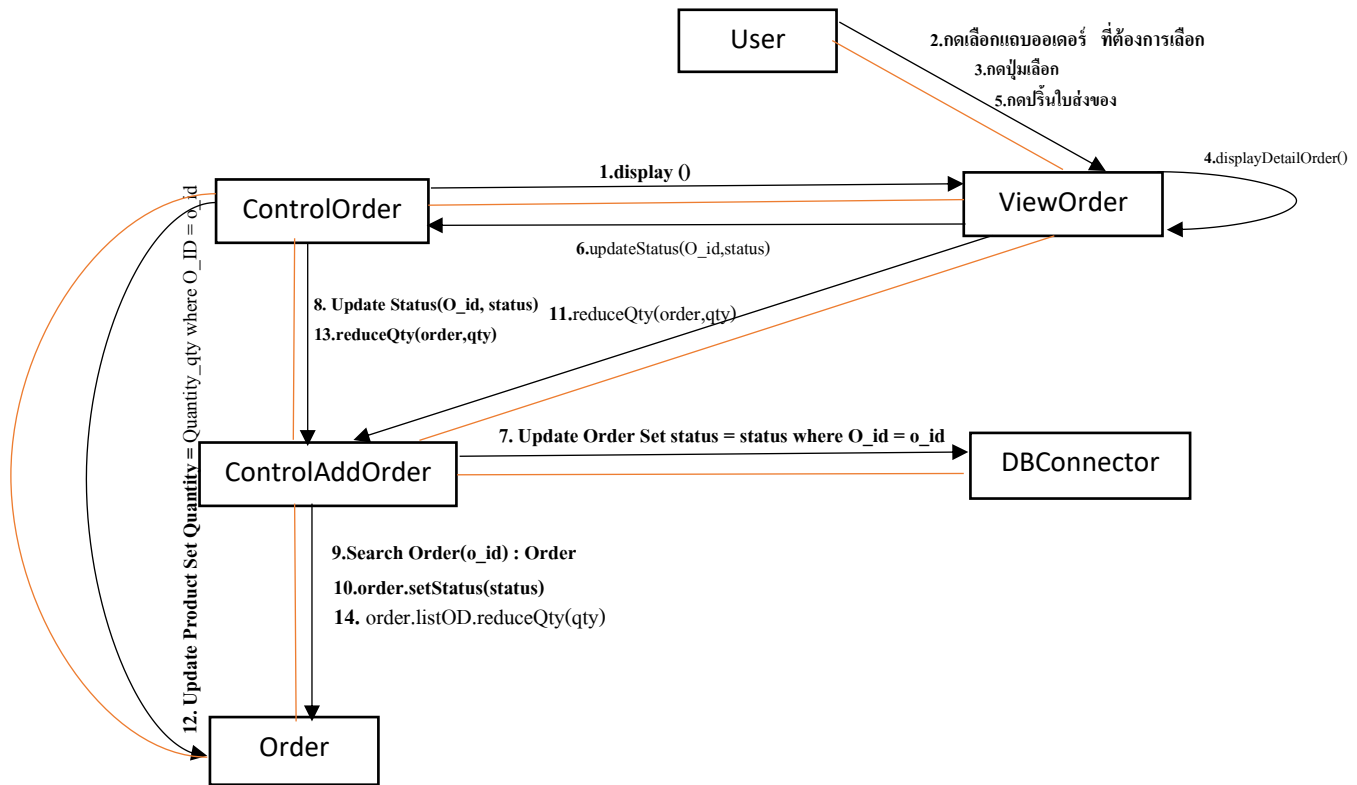 User
2.กดเลือกแถบออเดอร์ ที่ต้องการเลือก
3.กดปุ่มเลือก
5.กดปริ้นใบส่งของ
4.displayDetailOrder()
1.display ()
ControlOrder
ViewOrder
6.updateStatus(O_id,status)
8. Update Status(O_id, status)
13.reduceQty(order,qty)
11.reduceQty(order,qty)
12. Update Product Set Quantity = Quantity_qty where O_ID = o_id
7. Update Order Set status = status where O_id = o_id
ControlAddOrder
DBConnector
9.Search Order(o_id) : Order
10.order.setStatus(status)
14. order.listOD.reduceQty(qty)
Order